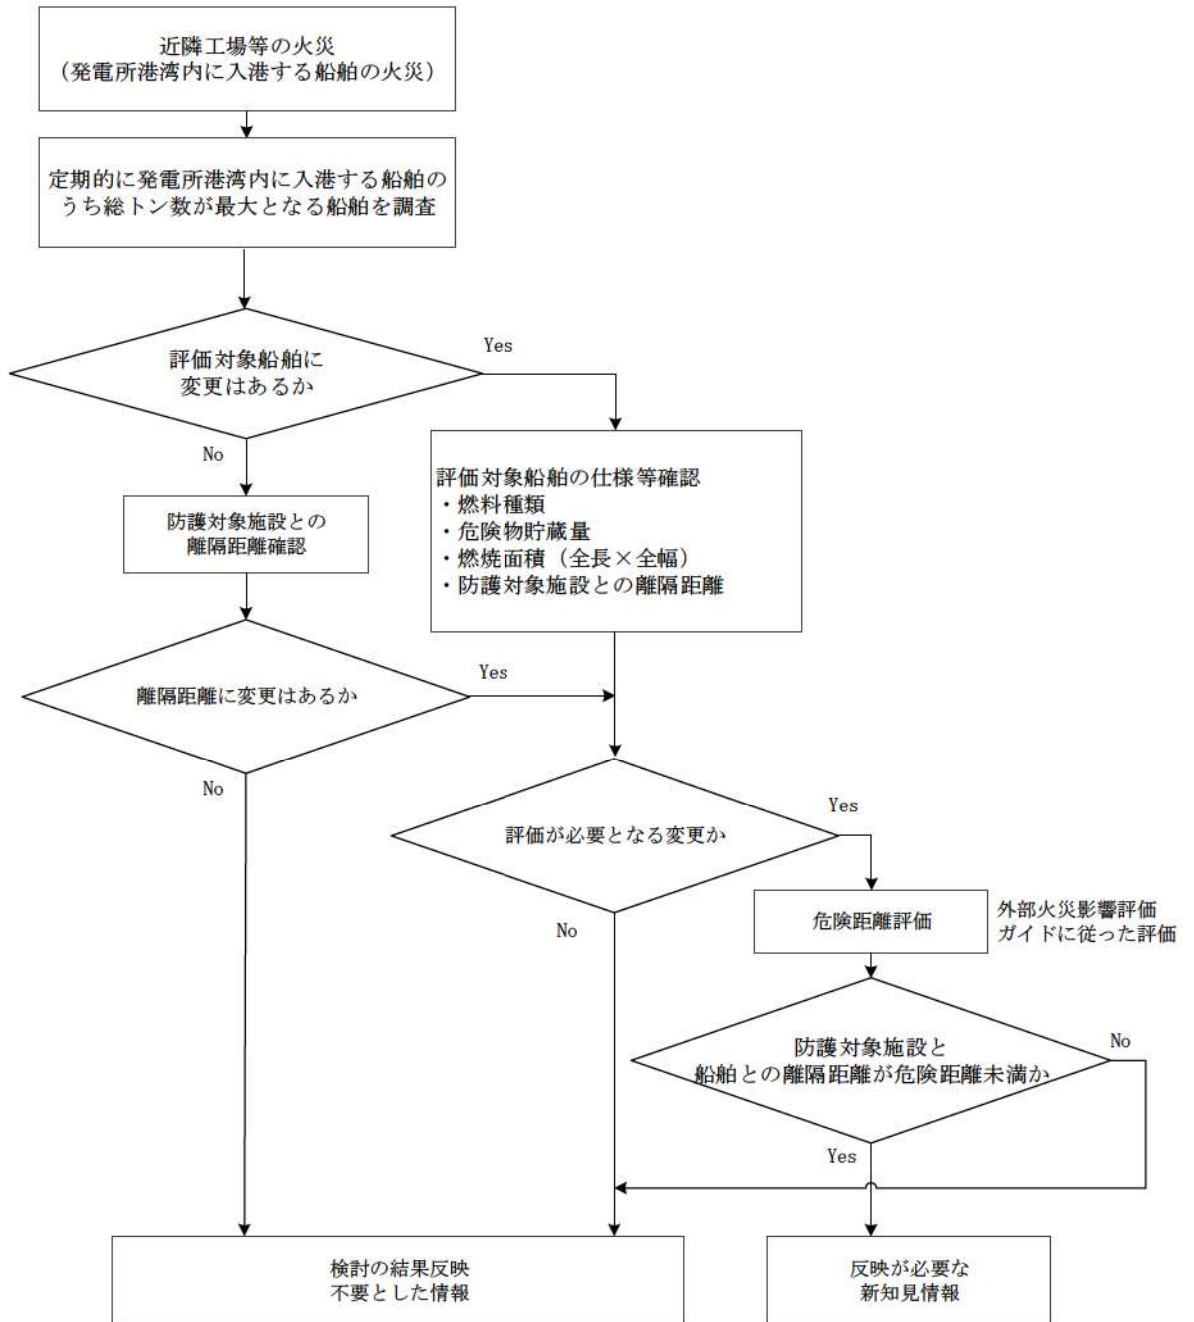 近隣工場等の火災
（発電所港湾内に入港する船舶の火災）
定期的に発電所港湾内に入港する船舶の
うち総トン数が最大となる船舶を調査
評価対象船舶に
変更はあるか
Yes
No
評価対象船舶の仕様等確認
・燃料種類
・危険物貯蔵量
・燃焼面積（全長×全幅）
・防護対象施設との離隔距離
防護対象施設との
離隔距離確認
離隔距離に変更はあるか
Yes
No
評価が必要となる変更か
Yes
No
危険距離評価
外部火災影響評価
ガイドに従った評価
防護対象施設と
船舶との離隔距離が危険距離未満か
No
Yes
検討の結果反映
不要とした情報
反映が必要な
新知見情報